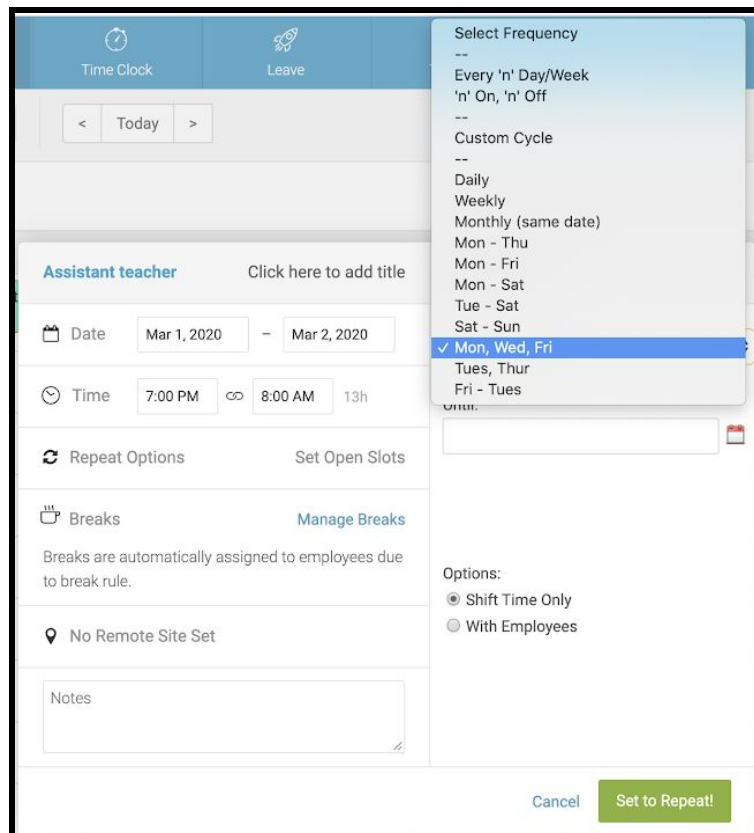 Time Clock
Leave
< Today >
Select Frequency
--
Every 'n' Day/Week
'n' On, 'n' Off
--
Custom Cycle
--
Daily
Weekly
Monthly (same date)
Mon - Thu
Mon - Fri
Mon - Sat
Tue - Sat
Sat - Sun
✓ Mon, Wed, Fri
Tues, Thur
Fri - Tues
Assistant teacher Click here to add title
Date Mar 1, 2020 – Mar 2, 2020
Time 7:00 PM 8:00 AM 13h
Repeat Options Set Open Slots
Breaks Manage Breaks
Breaks are automatically assigned to employees due
to break rule.
No Remote Site Set
Notes
Until:
Options:
Shift Time Only
With Employees
Cancel Set to Repeat!